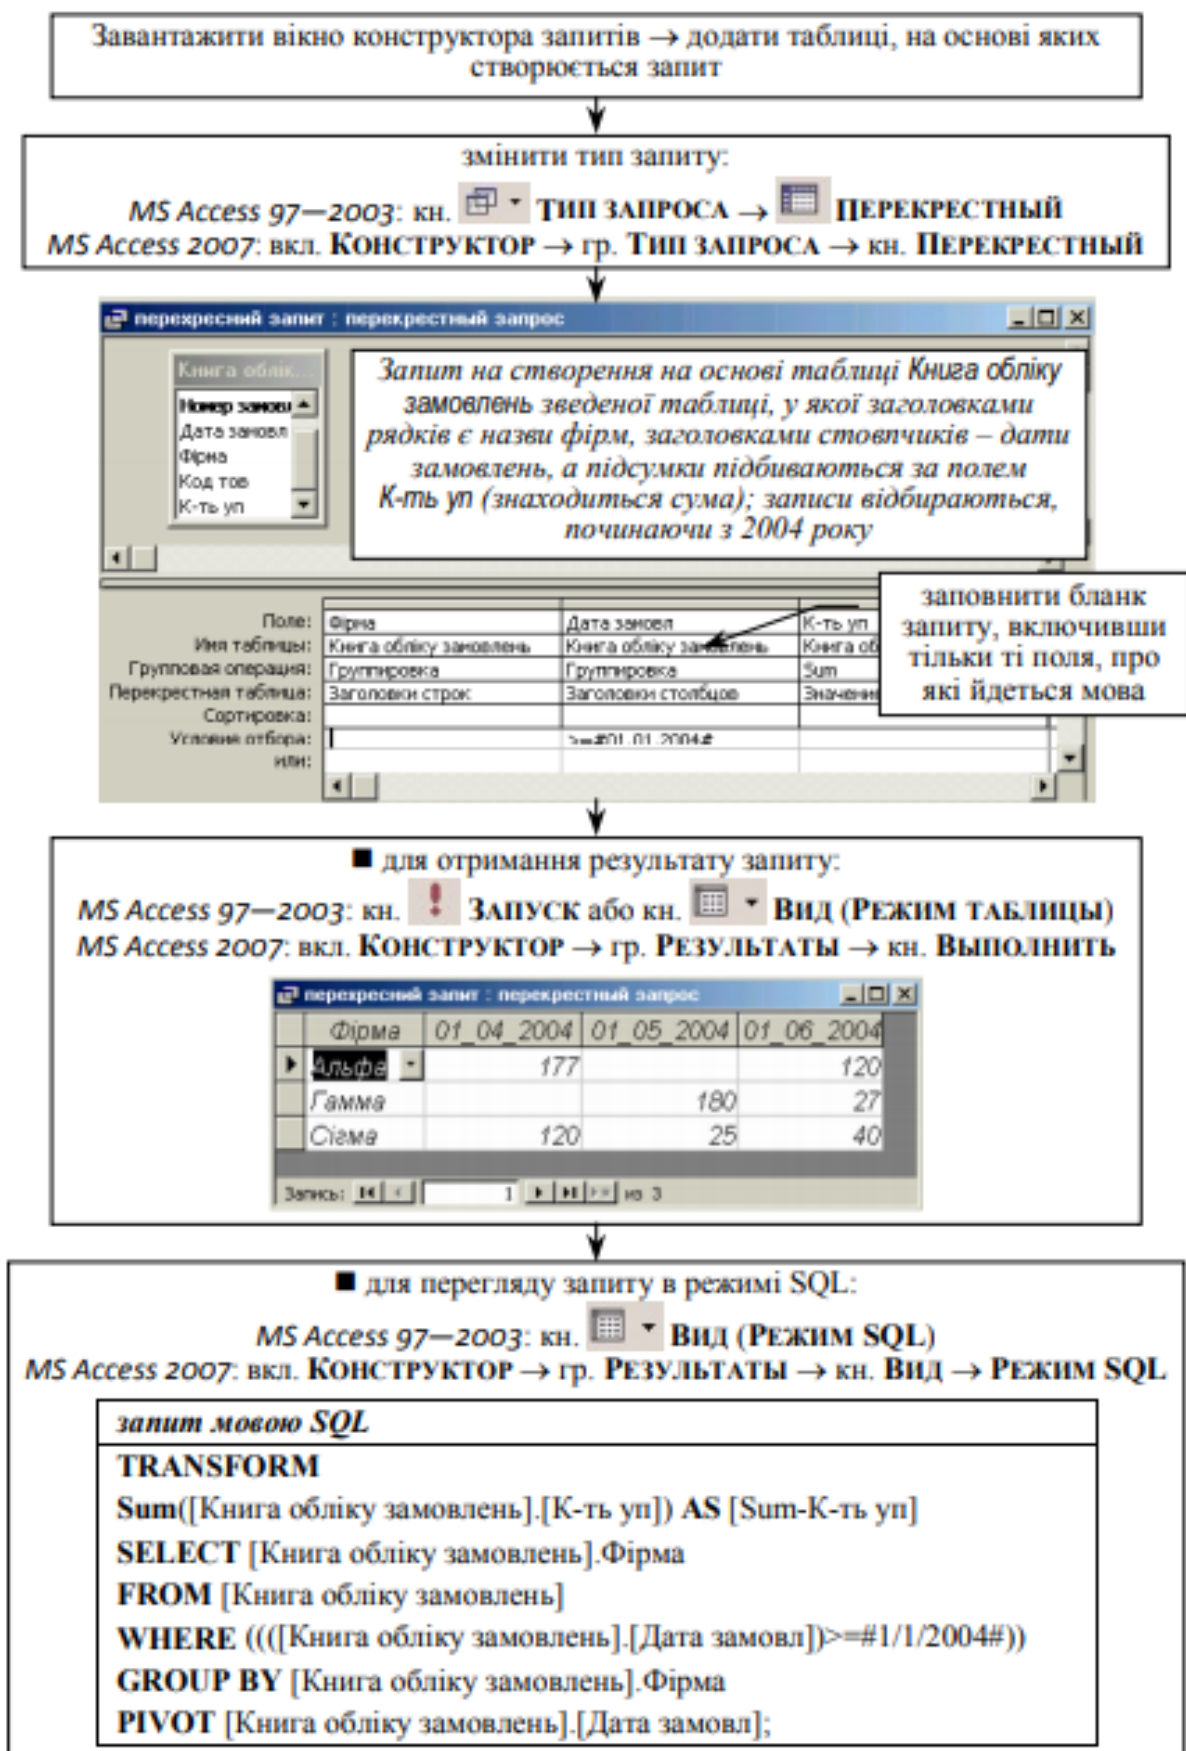 Завантажити вікно конструктора запитів → додати таблиці, на основі яких
створюється запит
змінити тип запиту:
MS Access 97—2003: кн. ТИП ЗАПРОСА → ПЕРЕКРЕСТНЫЙ
MS Access 2007: вкл. КОНСТРУКТОР → гр. ТИП ЗАПРОСА → кн. ПЕРЕКРЕСТНЫЙ
перехресний запит : перекрестный запрос
Книга облік...
Номер замовл
Дата замовл
Фірма
Код тов
К-ть уп
Запит на створення на основі таблиці Книга обліку
замовлень зведеної таблиці, у якої заголовками
рядків є назви фірм, заголовками стовпчиків – дати
замовлень, а підсумки підбиваються за полем
К-ть уп (знаходиться сума); записи відбираються,
починаючи з 2004 року
заповнити бланк
запиту, включивши
тільки ті поля, про
які йдеться мова
Поле: Фірма Дата замовл К-ть уп
Имя таблицы: Книга обліку замовлень Книга обліку замовлень Книга об
Групповая операция: Группировка Группировка Sum
Перекрестная таблица: Заголовки строк Заголовки столбцов Значение
Сортировка:
Условие отбора: >=#01.01.2004#
или:
■ для отримання результату запиту:
MS Access 97—2003: кн. ЗАПУСК або кн. ВИД (РЕЖИМ ТАБЛИЦЫ)
MS Access 2007: вкл. КОНСТРУКТОР → гр. РЕЗУЛЬТАТЫ → кн. ВЫПОЛНИТЬ
перехресний запит : перекрестный запрос
Фірма 01_04_2004 01_05_2004 01_06_2004
Альфа 177 120
Гамма 180 27
Сігма 120 25 40
Запись: 1 из 3
■ для перегляду запиту в режимі SQL:
MS Access 97—2003: кн. ВИД (РЕЖИМ SQL)
MS Access 2007: вкл. КОНСТРУКТОР → гр. РЕЗУЛЬТАТЫ → кн. ВИД → РЕЖИМ SQL
запит мовою SQL
TRANSFORM
Sum([Книга обліку замовлень].[К-ть уп]) AS [Sum-К-ть уп]
SELECT [Книга обліку замовлень].Фірма
FROM [Книга обліку замовлень]
WHERE ((([Книга обліку замовлень].[Дата замовл])>=#1/1/2004#))
GROUP BY [Книга обліку замовлень].Фірма
PIVOT [Книга обліку замовлень].[Дата замовл];